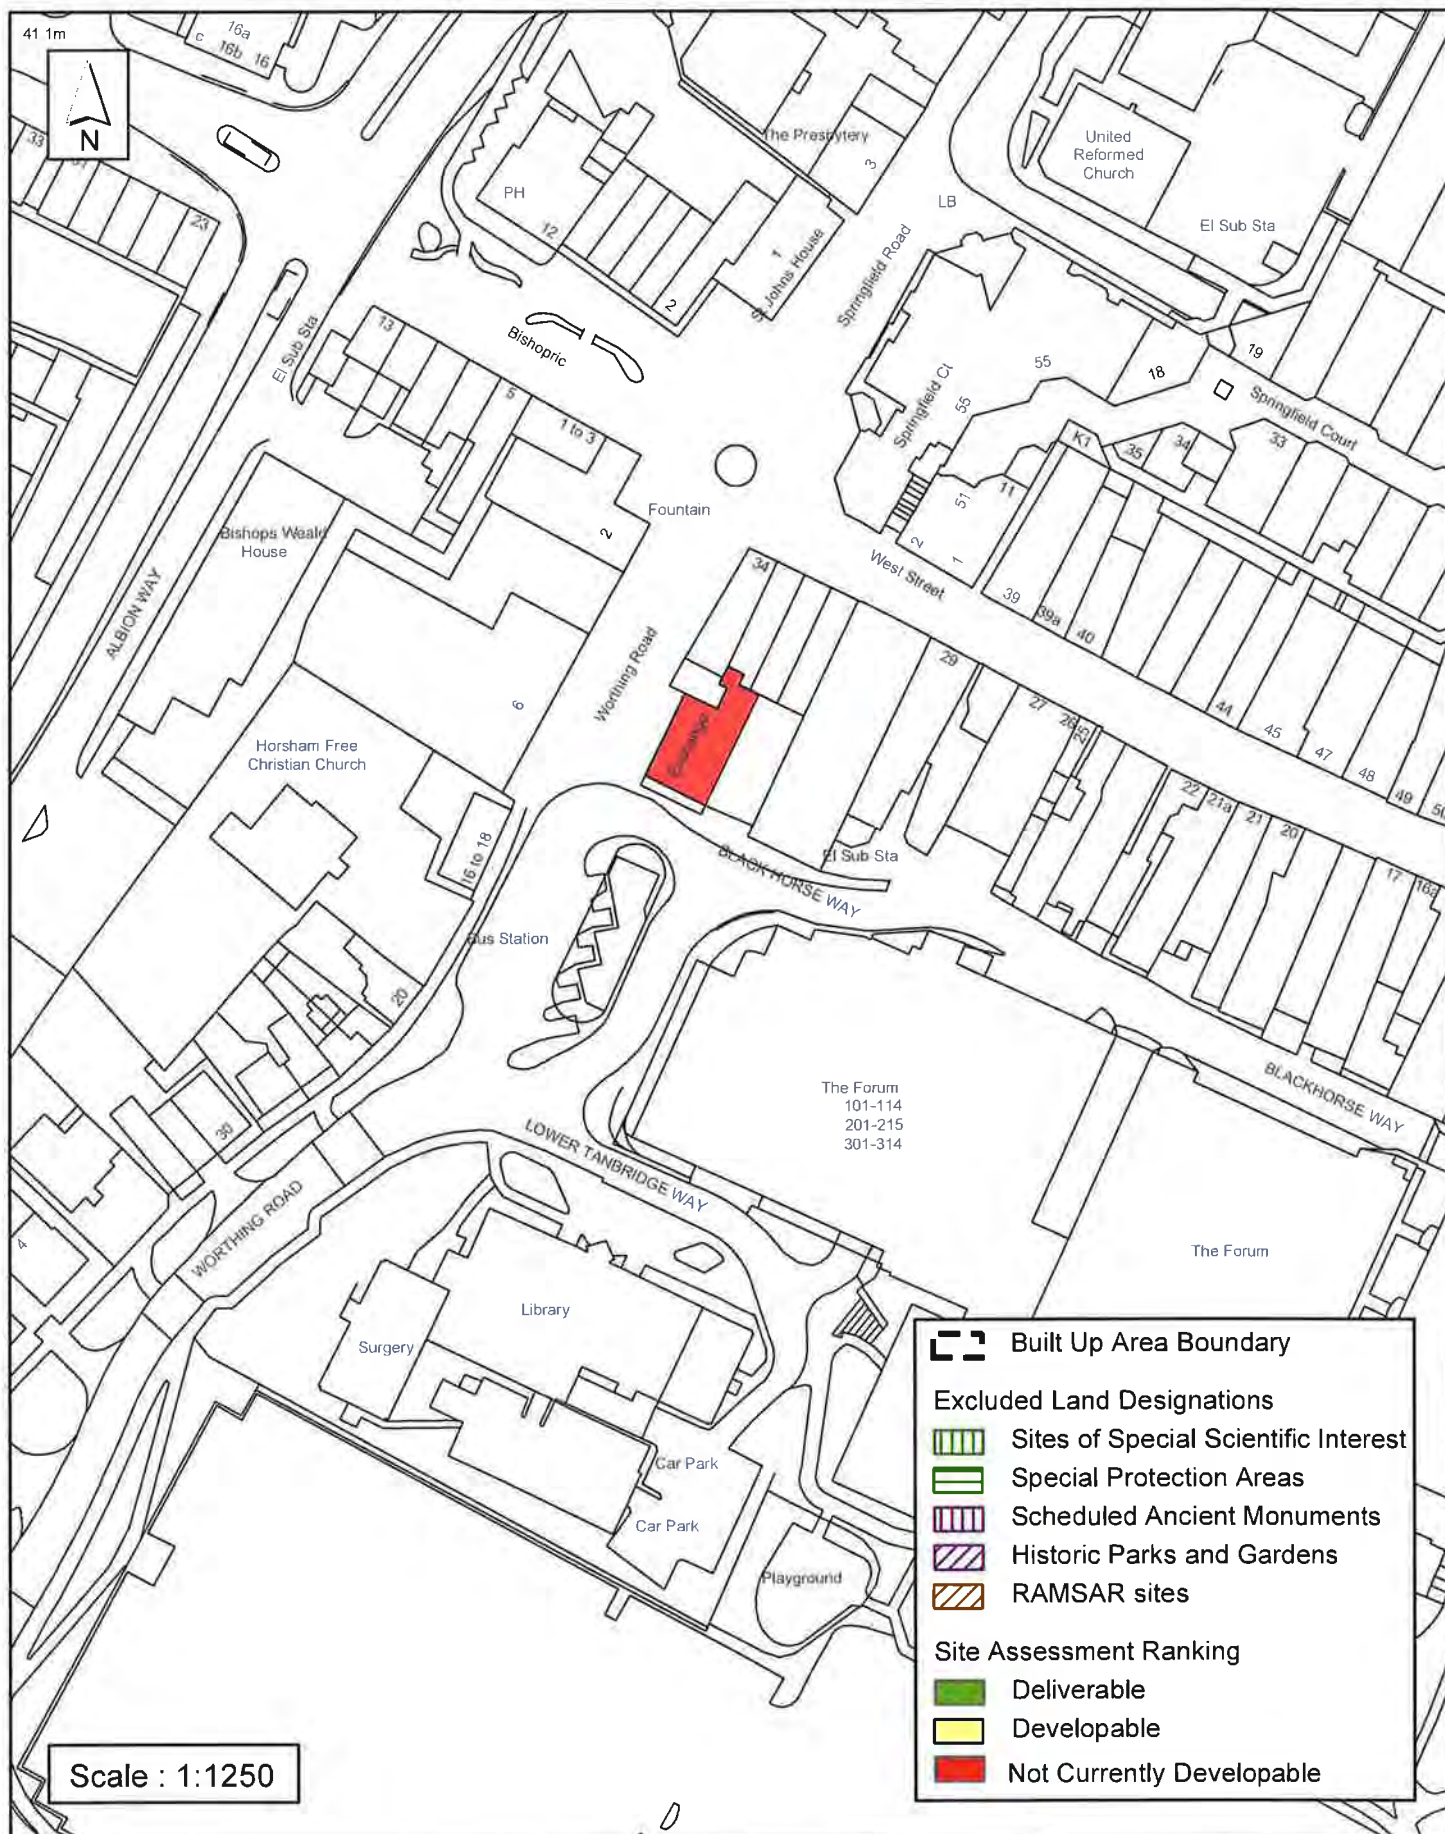 41 1m
16a
c
16b
16
N
33
23
PH
12
The Presbytery
3
1
St Johns House
2
LB
Springfield Road
United
Reformed
Church
El Sub Sta
El Sub Sta
13
5
1 to 3
Bishopric
Fountain
2
Springfield Ct
55
55
18
19
Springfield Court
K1
35
34
33
51
11
2
1
West Street
39
39a
40
44
45
47
48
49
Bishops Weald
House
ALBION WAY
34
29
27
26
25
22
21a
21
20
17
16a
Worthing Road
6
Exchange
Horsham Free
Christian Church
16 to 18
BLACK HORSE WAY
El Sub Sta
Bus Station
20
30
4
The Forum
101-114
201-215
301-314
BLACKHORSE WAY
LOWER TANBRIDGE WAY
WORTHING ROAD
The Forum
Library
Surgery
Car Park
Car Park
Playground
Built Up Area Boundary
Excluded Land Designations
Sites of Special Scientific Interest
Special Protection Areas
Scheduled Ancient Monuments
Historic Parks and Gardens
RAMSAR sites
Site Assessment Ranking
Deliverable
Developable
Not Currently Developable
Scale : 1:1250